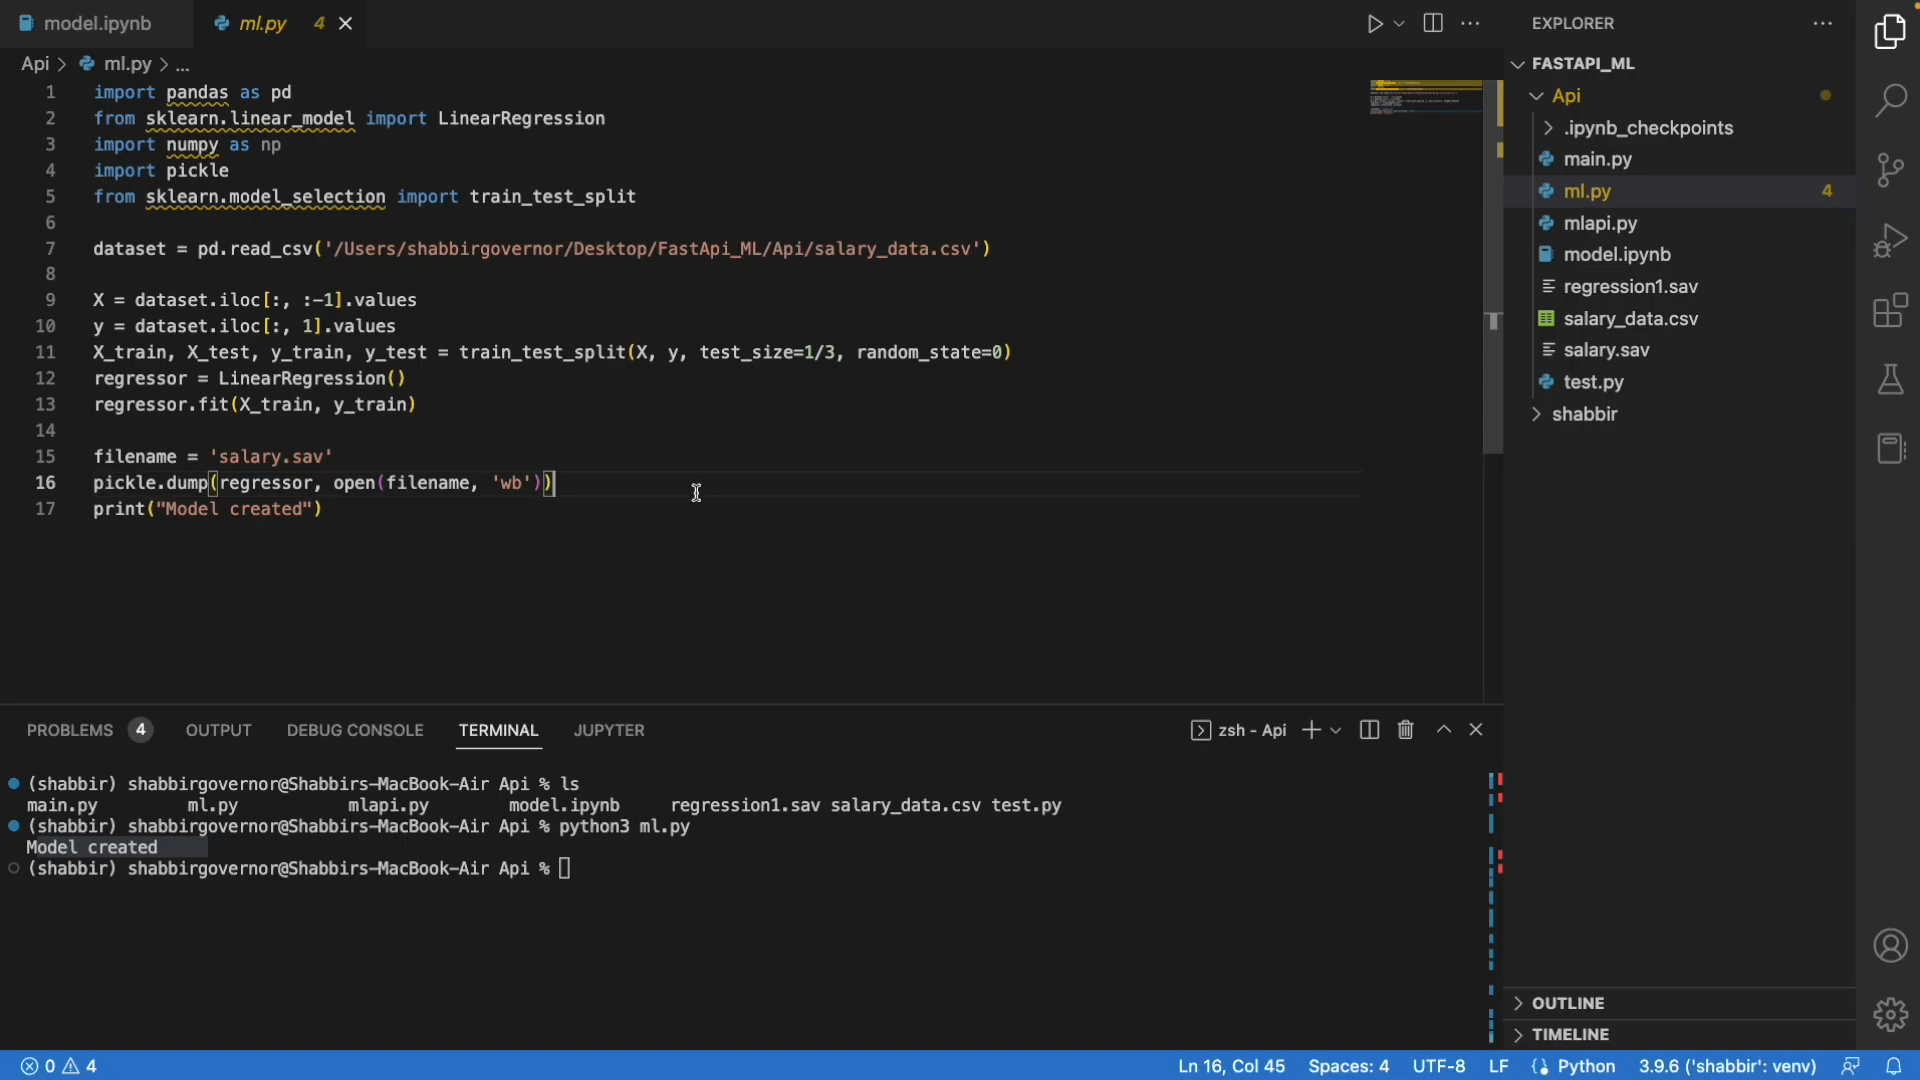 model.ipynb
ml.py 4
EXPLORER
Api > ml.py > ...
FASTAPI_ML
1 import pandas as pd
2 from sklearn.linear_model import LinearRegression
3 import numpy as np
4 import pickle
5 from sklearn.model_selection import train_test_split
6
7 dataset = pd.read_csv('/Users/shabbirgovernor/Desktop/FastApi_ML/Api/salary_data.csv')
8
9 X = dataset.iloc[:, :-1].values
10 y = dataset.iloc[:, 1].values
11 X_train, X_test, y_train, y_test = train_test_split(X, y, test_size=1/3, random_state=0)
12 regressor = LinearRegression()
13 regressor.fit(X_train, y_train)
14
15 filename = 'salary.sav'
16 pickle.dump(regressor, open(filename, 'wb'))
17 print("Model created")
Api
.ipynb_checkpoints
main.py
ml.py 4
mlapi.py
model.ipynb
regression1.sav
salary_data.csv
salary.sav
test.py
shabbir
PROBLEMS 4 OUTPUT DEBUG CONSOLE TERMINAL JUPYTER
zsh - Api
(shabbir) shabbirgovernor@Shabbirs-MacBook-Air Api % ls
main.py ml.py mlapi.py model.ipynb regression1.sav salary_data.csv test.py
(shabbir) shabbirgovernor@Shabbirs-MacBook-Air Api % python3 ml.py
Model created
(shabbir) shabbirgovernor@Shabbirs-MacBook-Air Api %
OUTLINE
TIMELINE
0 4
Ln 16, Col 45 Spaces: 4 UTF-8 LF Python 3.9.6 ('shabbir': venv)